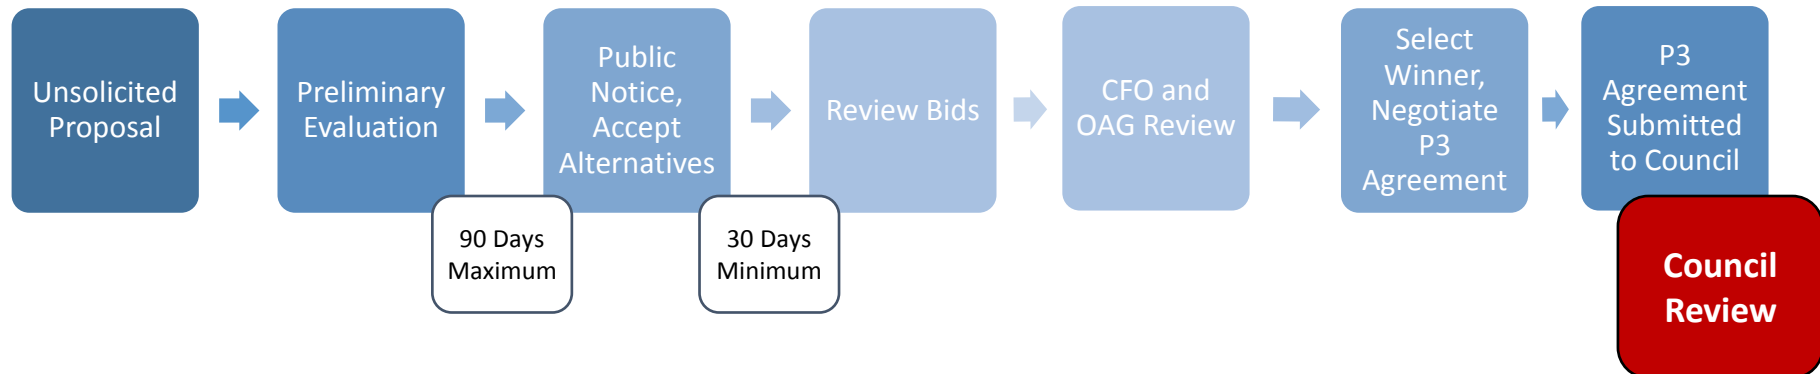 Unsolicited
Proposal
Preliminary
Evaluation
90 Days
Maximum
Public
Notice,
Accept
Alternatives
30 Days
Minimum
Review Bids
CFO and
OAG Review
Select
Winner,
Negotiate
P3
Agreement
P3
Agreement
Submitted
to Council
Council
Review